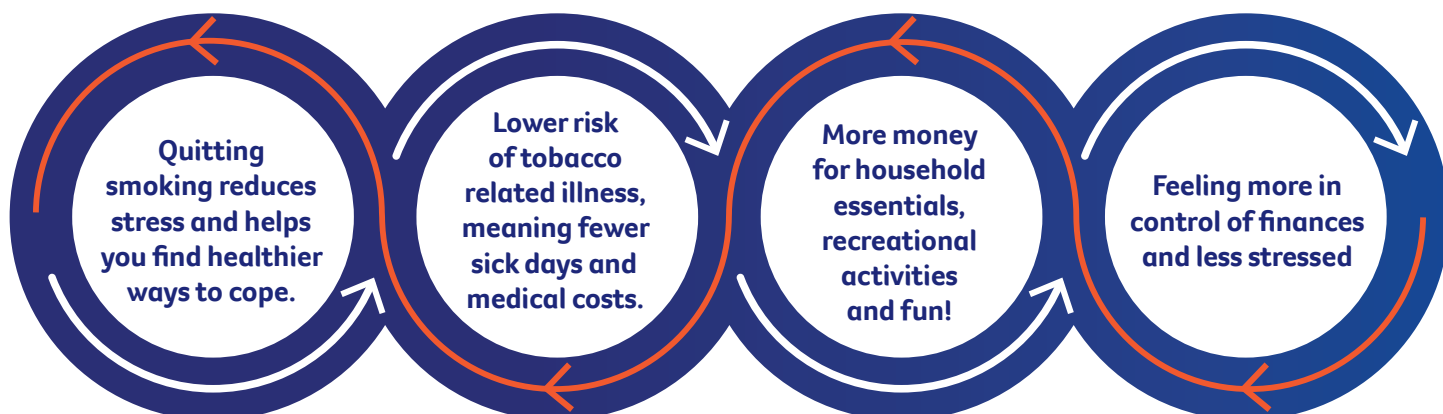 Quitting
smoking reduces
stress and helps
you find healthier
ways to cope.
Lower risk
of tobacco
related illness,
meaning fewer
sick days and
medical costs.
More money
for household
essentials,
recreational
activities
and fun!
Feeling more in
control of finances
and less stressed